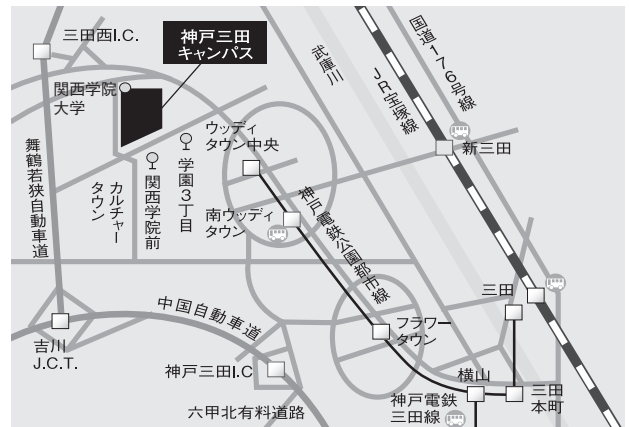 三田西I.C.
神戸三田
キャンパス
関西学院
大学
武庫川
JR宝塚線
国道176号線
新三田
ウッディ
タウン中央
学園3丁目
関西学院前
カルチャー
タウン
舞鶴若狭自動車道
南ウッディ
タウン
神戸電鉄公園都市線
中国自動車道
三田
フラワー
タウン
吉川
J.C.T.
神戸三田I.C
横山
三田
本町
神戸電鉄
三田線
六甲北有料道路